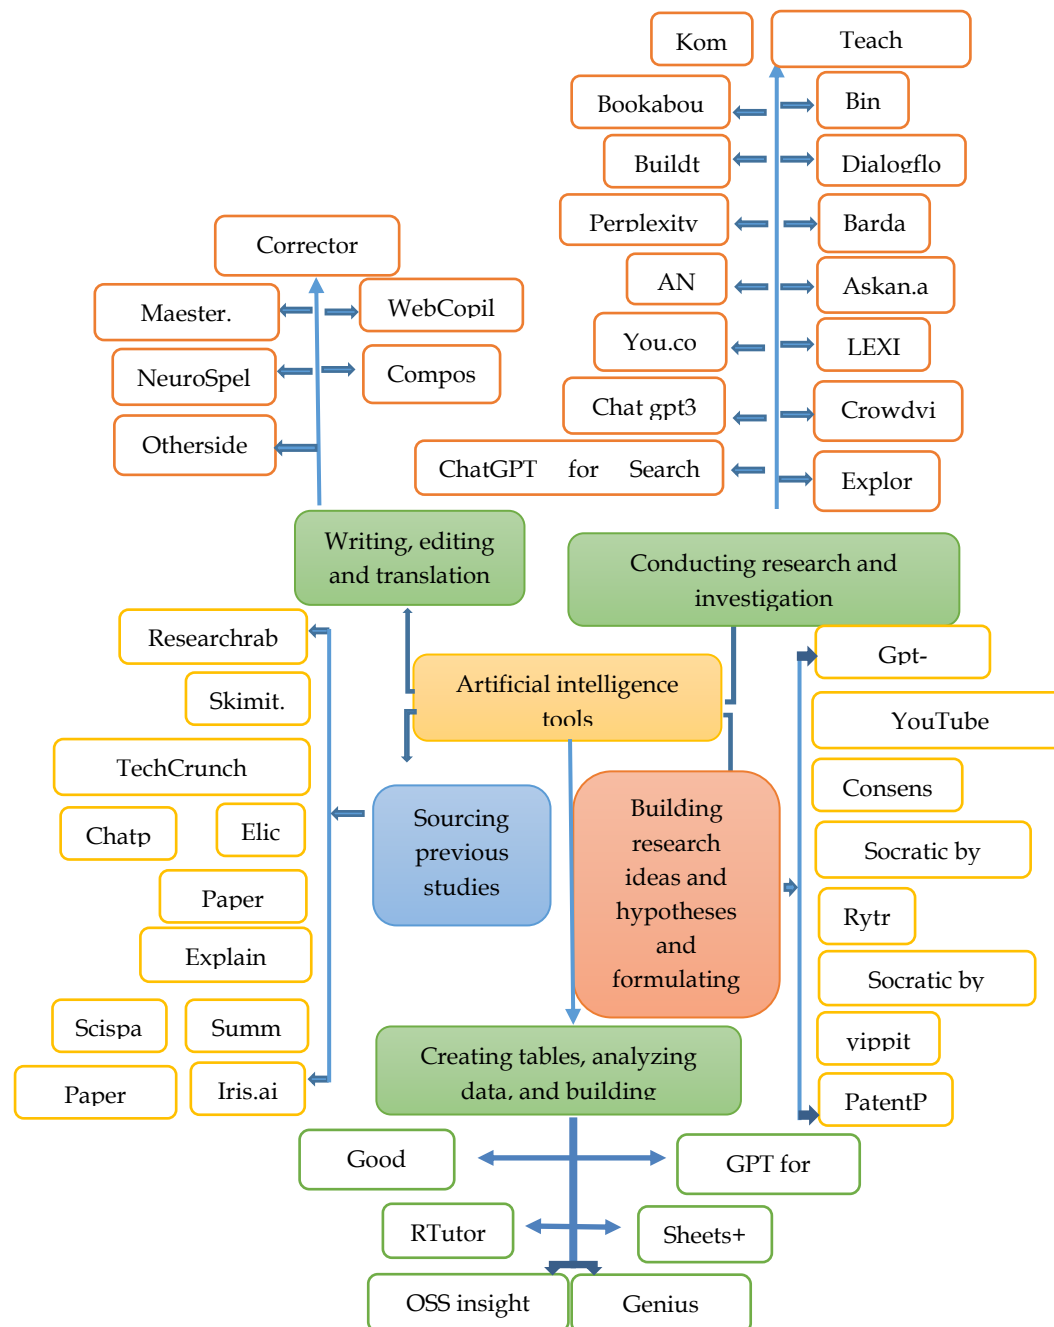 Kom
Teach
Bookabou
Bin
Buildt
Dialogflo
Perplexity
Barda
Corrector
AN
Askan.a
Maester.
WebCopil
You.co
LEXI
NeuroSpel
Compos
Chat gpt3
Crowdvi
Otherside
ChatGPT for Search
Explor
Writing, editing
and translation
Conducting research and
investigation
Researchrab
Gpt-
Skimit.
Artificial intelligence
tools
YouTube
TechCrunch
Consens
Chatp
Elic
Sourcing
previous
studies
Building
research
ideas and
hypotheses
and
formulating
Socratic by
Paper
Rytr
Explain
Socratic by
Scispa
Summ
yippit
Paper
Iris.ai
Creating tables, analyzing
data, and building
PatentP
Good
GPT for
RTutor
Sheets+
OSS insight
Genius